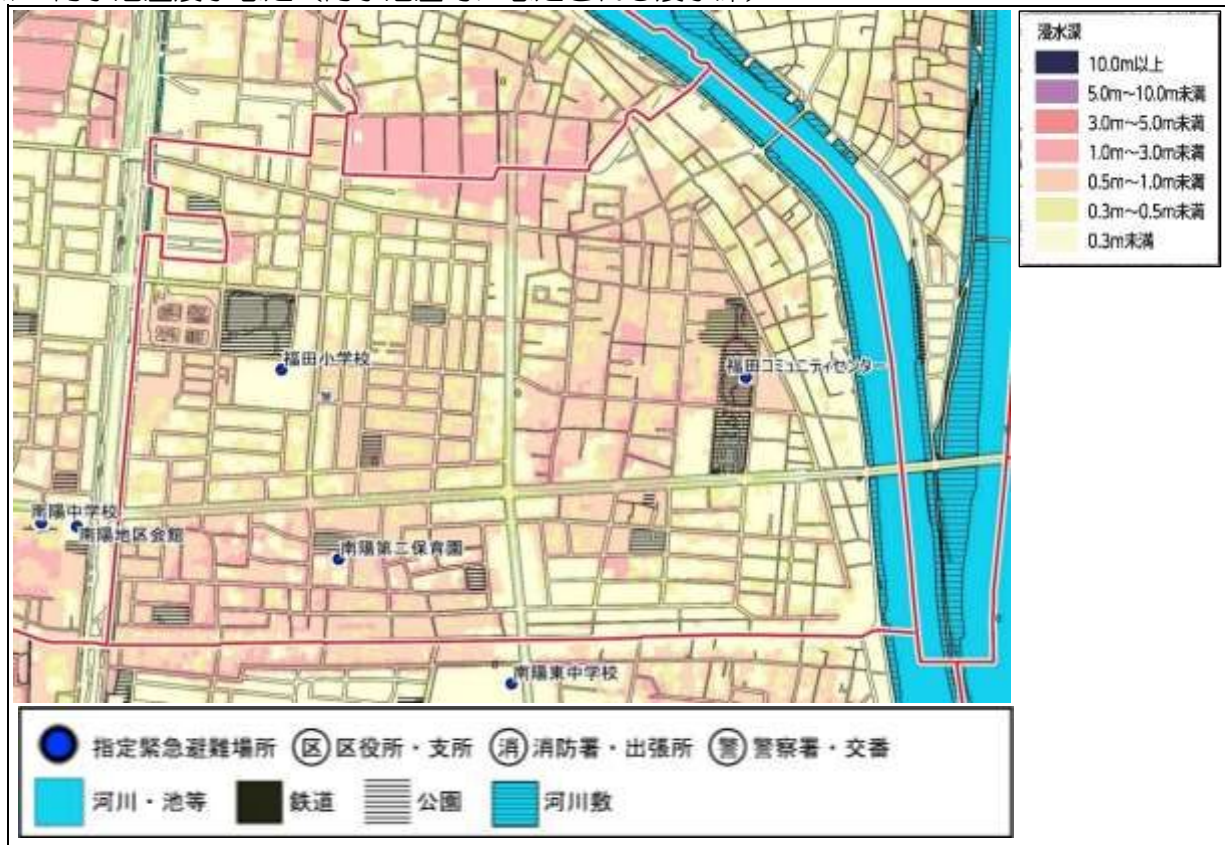 浸水深
10.0m以上
5.0m～10.0m未満
3.0m～5.0m未満
1.0m～3.0m未満
0.5m～1.0m未満
0.3m～0.5m未満
0.3m未満
福田小学校
福田コミュニティセンター
南陽中学校
南陽地区会館
南陽第二保育園
南陽東中学校
指定緊急避難場所 区 区役所・支所 消 消防署・出張所 警 警察署・交番
河川・池等 鉄道 公園 河川敷